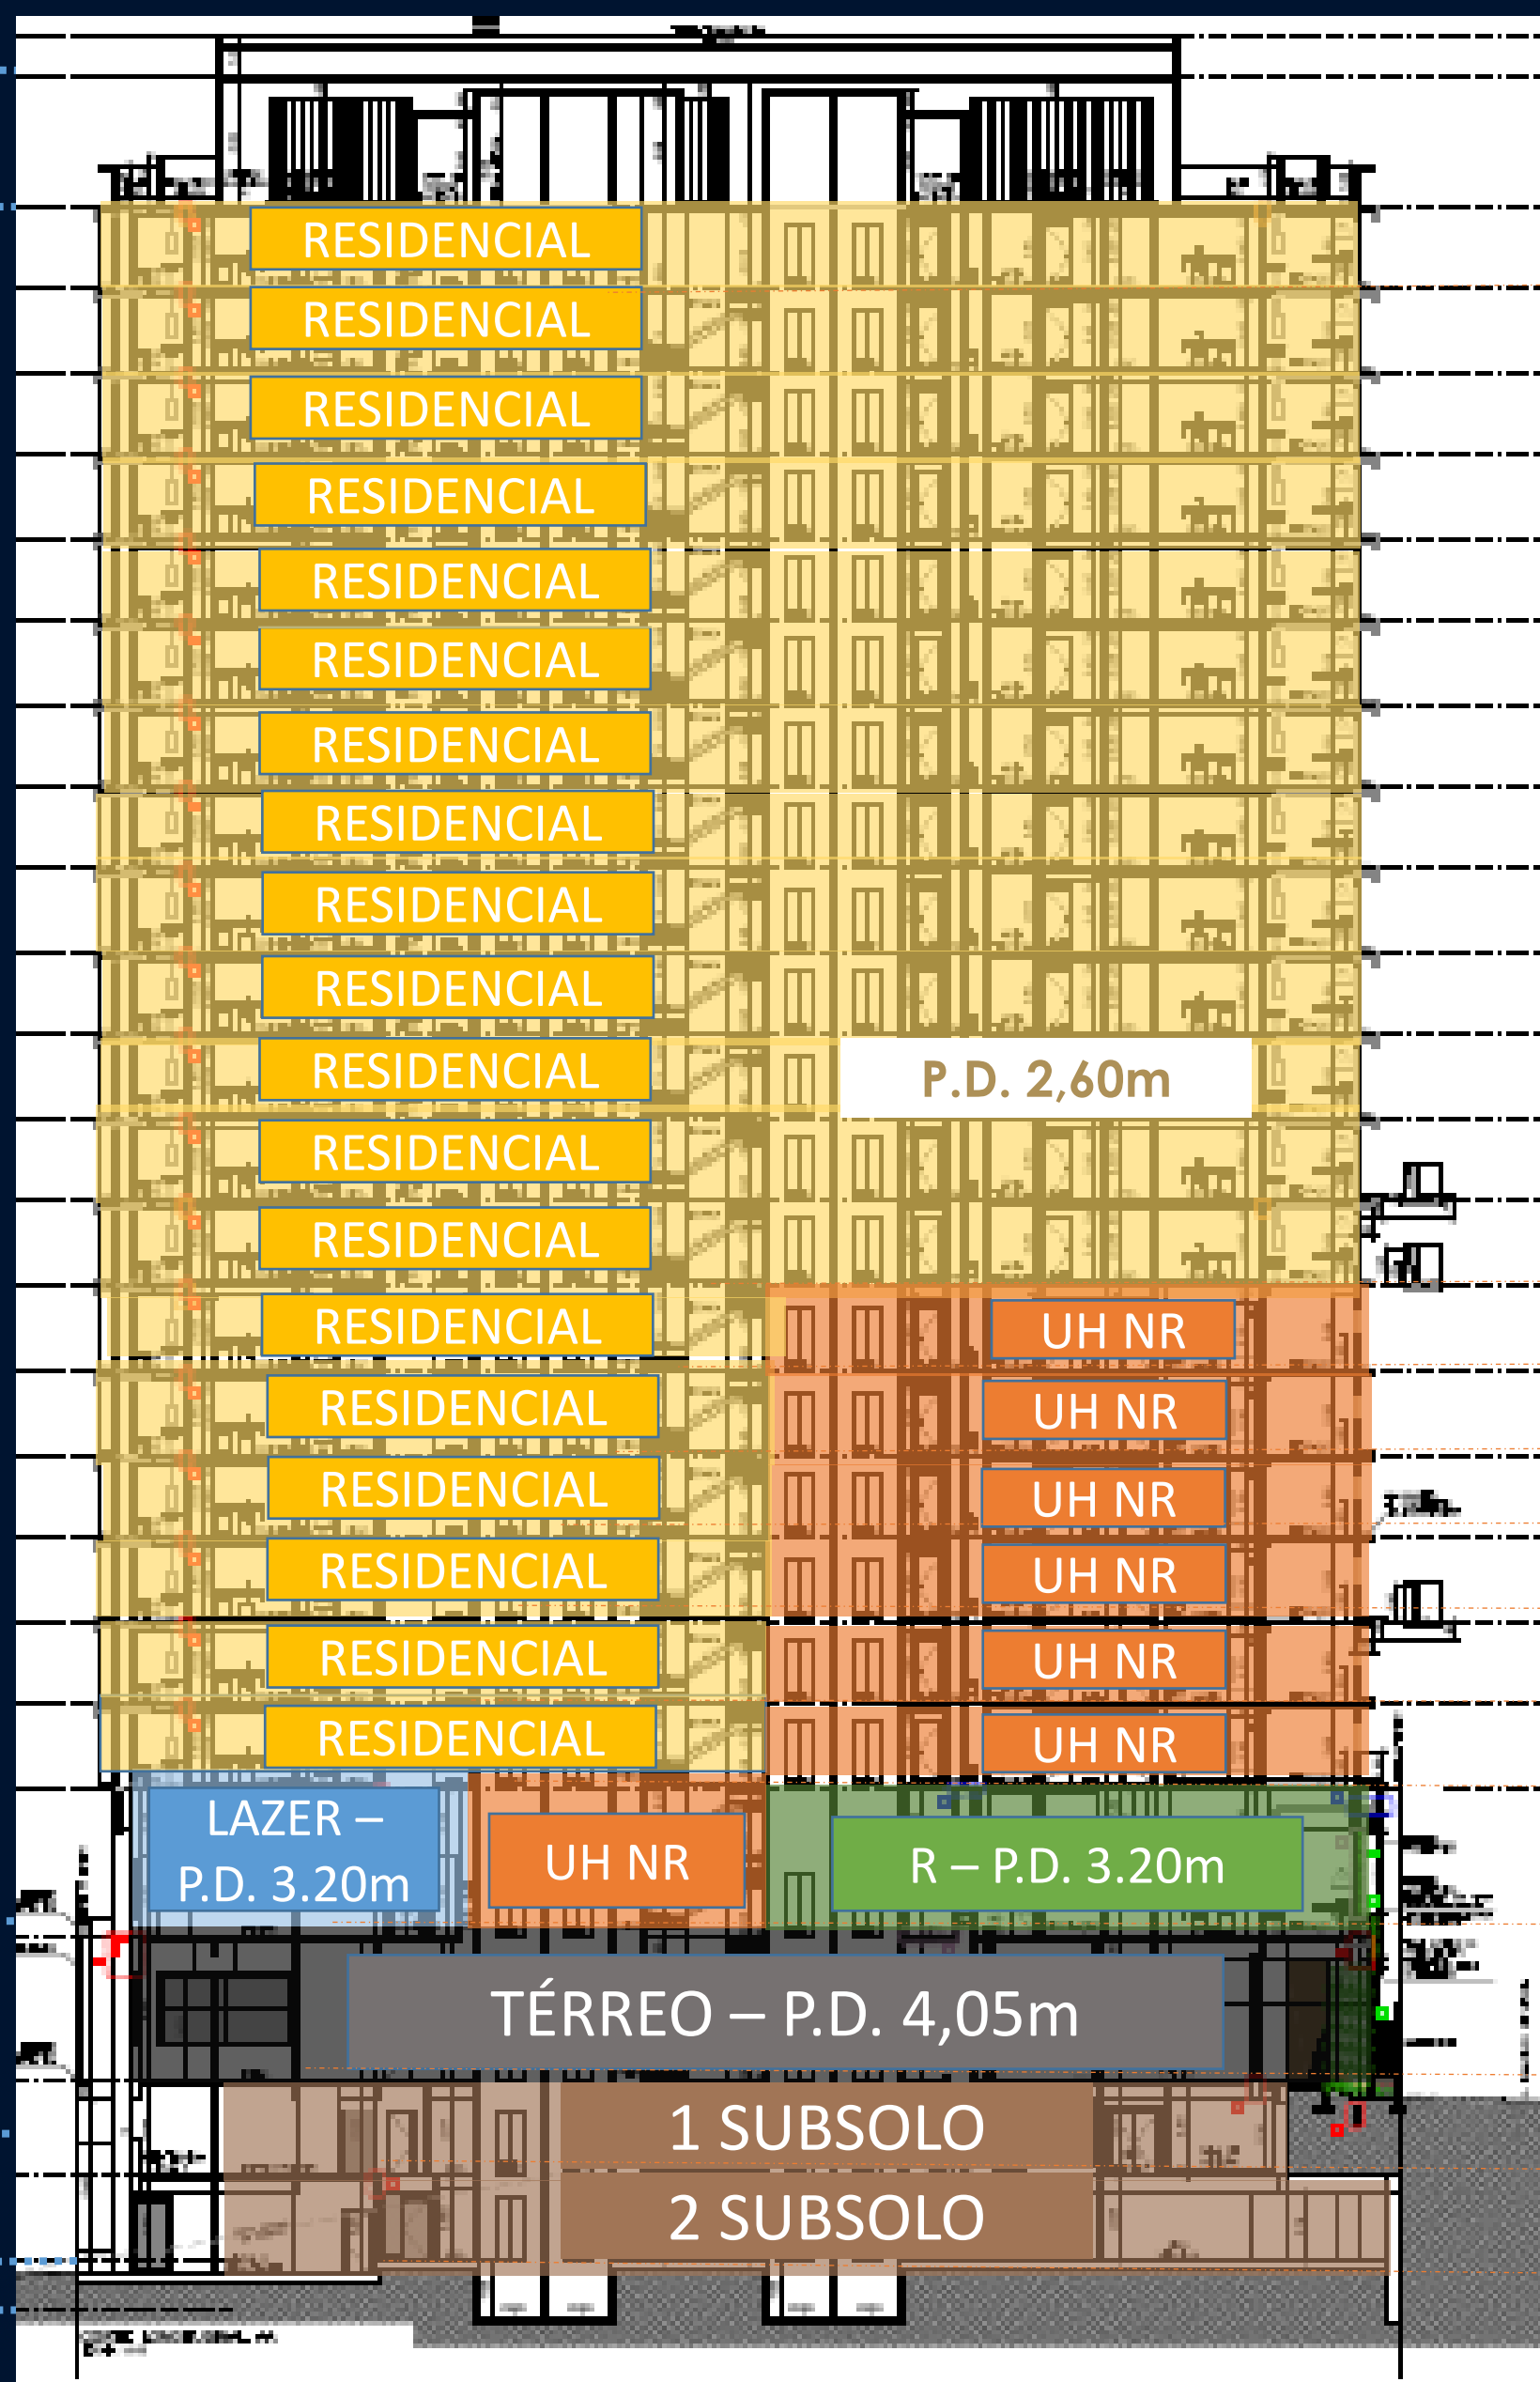 RESIDENCIAL
RESIDENCIAL
RESIDENCIAL
RESIDENCIAL
RESIDENCIAL
RESIDENCIAL
RESIDENCIAL
RESIDENCIAL
RESIDENCIAL
RESIDENCIAL
RESIDENCIAL
P.D. 2,60m
RESIDENCIAL
RESIDENCIAL
RESIDENCIAL
UH NR
RESIDENCIAL
UH NR
RESIDENCIAL
UH NR
RESIDENCIAL
UH NR
RESIDENCIAL
UH NR
RESIDENCIAL
UH NR
LAZER –
P.D. 3.20m
UH NR
R – P.D. 3.20m
TÉRREO – P.D. 4,05m
1 SUBSOLO
2 SUBSOLO